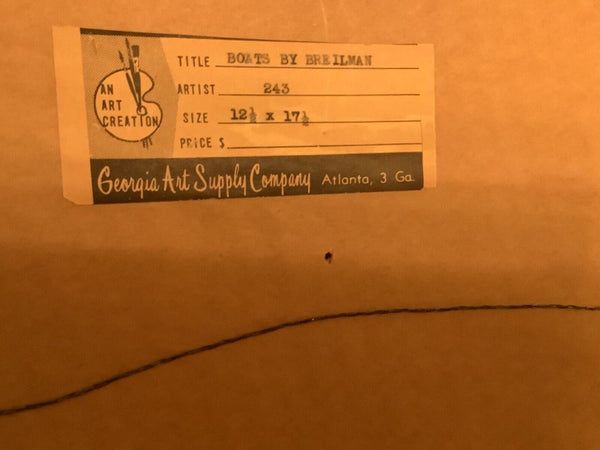 AN
ART
CREATION
TITLE BOATS BY BREILMAN
ARTIST 243
SIZE 12½ x 17½
PRICE $
Georgia Art Supply Company Atlanta, 3 Ga.